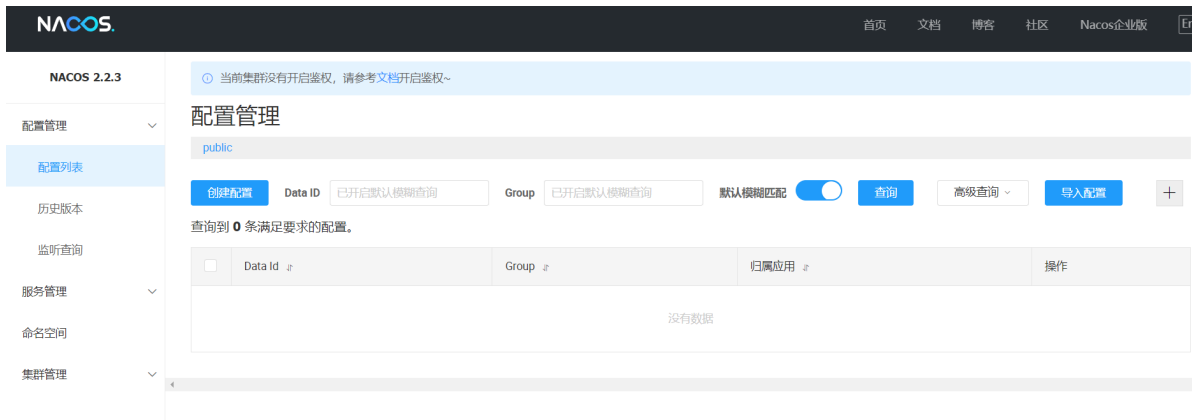 NACOS.
首页 文档 博客 社区 Nacos企业版 En
NACOS 2.2.3
当前集群没有开启鉴权，请参考文档开启鉴权~
配置管理
配置管理
public
配置列表
创建配置 Data ID 已开启默认模糊查询 Group 已开启默认模糊查询 默认模糊匹配 查询 高级查询 导入配置
历史版本
查询到 0 条满足要求的配置。
监听查询
Data Id Group 归属应用 操作
服务管理
没有数据
命名空间
集群管理